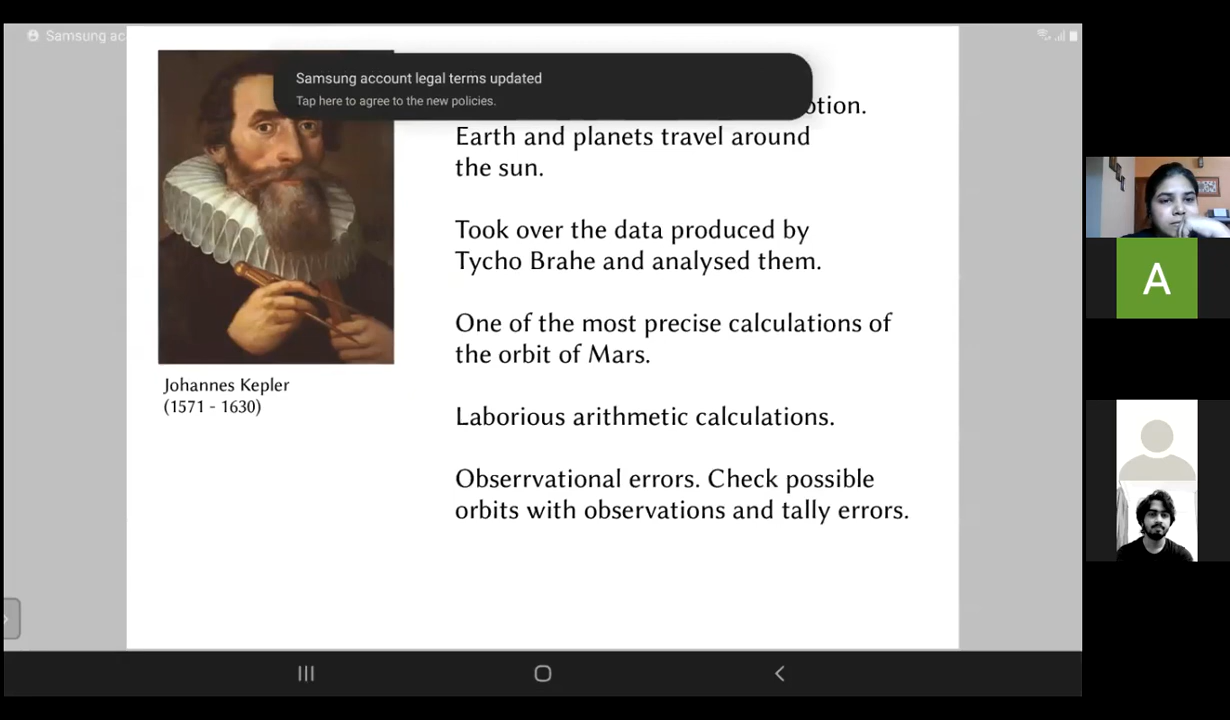 Samsung ac
Samsung account legal terms updated
Tap here to agree to the new policies.
Earth and planets travel around
the sun.
Took over the data produced by
Tycho Brahe and analysed them.
One of the most precise calculations of
the orbit of Mars.
Laborious arithmetic calculations.
Obserrvational errors. Check possible
orbits with observations and tally errors.
Johannes Kepler
(1571 - 1630)
A